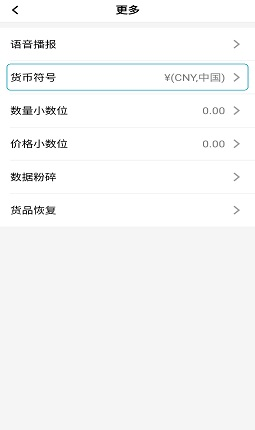 更多
语音播报
货币符号 ¥(CNY,中国)
数量小数位 0.00
价格小数位 0.00
数据粉碎
货品恢复